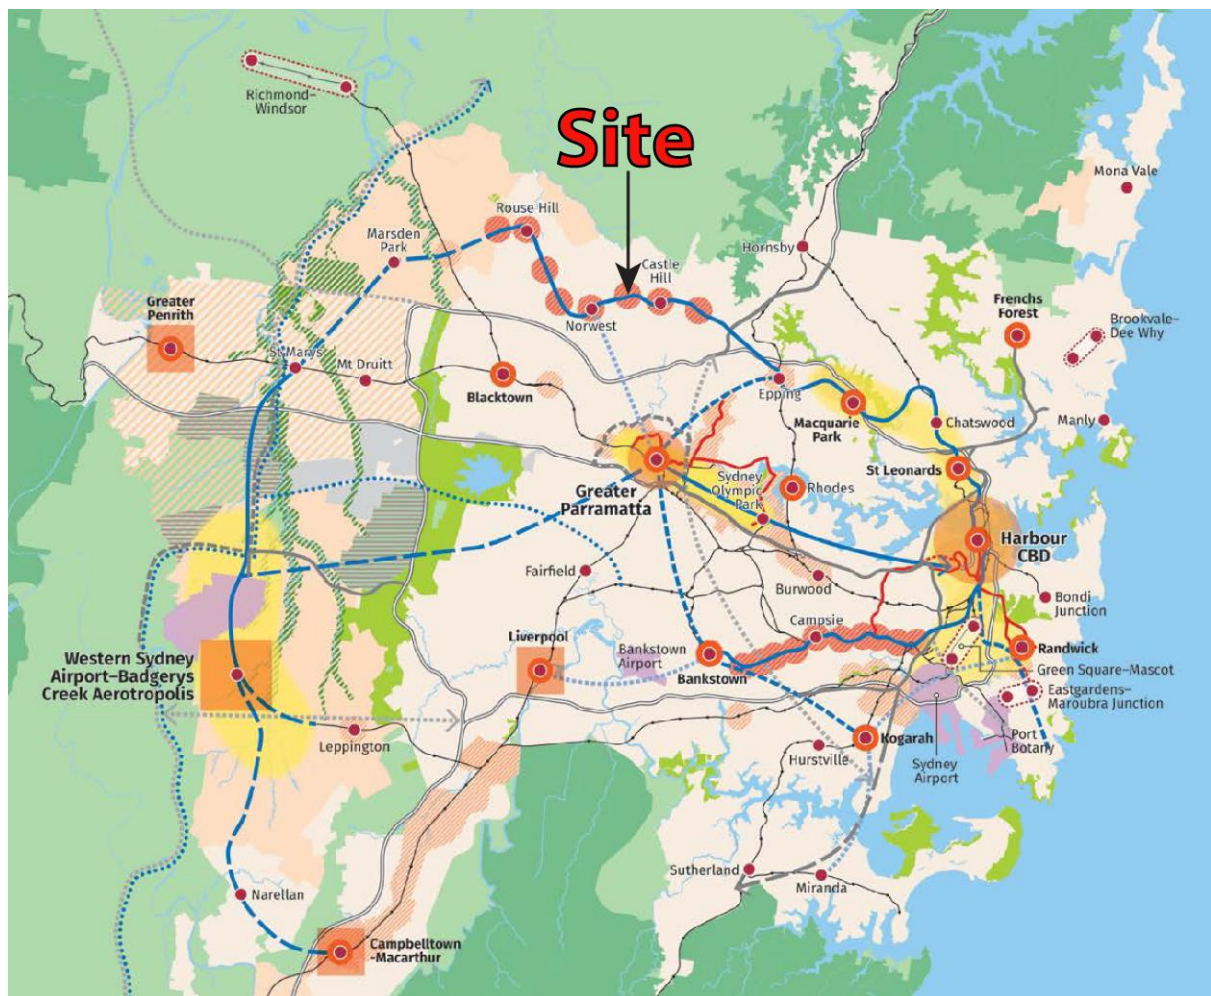 Richmond–
Windsor
Site
Mona Vale
Rouse Hill
Marsden
Park
Hornsby
Castle
Hill
Greater
Penrith
Norwest
Frenchs
Forest
Brookvale–
Dee Why
St Marys
Mt Druitt
Blacktown
Epping
Macquarie
Park
Chatswood
Manly
St Leonards
Sydney
Olympic
Park
Rhodes
Greater
Parramatta
Harbour
CBD
Fairfield
Burwood
Bondi
Junction
Campsie
Liverpool
Bankstown
Airport
Bankstown
Randwick
Green Square–Mascot
Western Sydney
Airport–Badgerys
Creek Aerotropolis
Eastgardens–
Maroubra Junction
Leppington
Kogarah
Hurstville
Sydney
Airport
Port
Botany
Sutherland
Miranda
Narellan
Campbelltown
-Macarthur